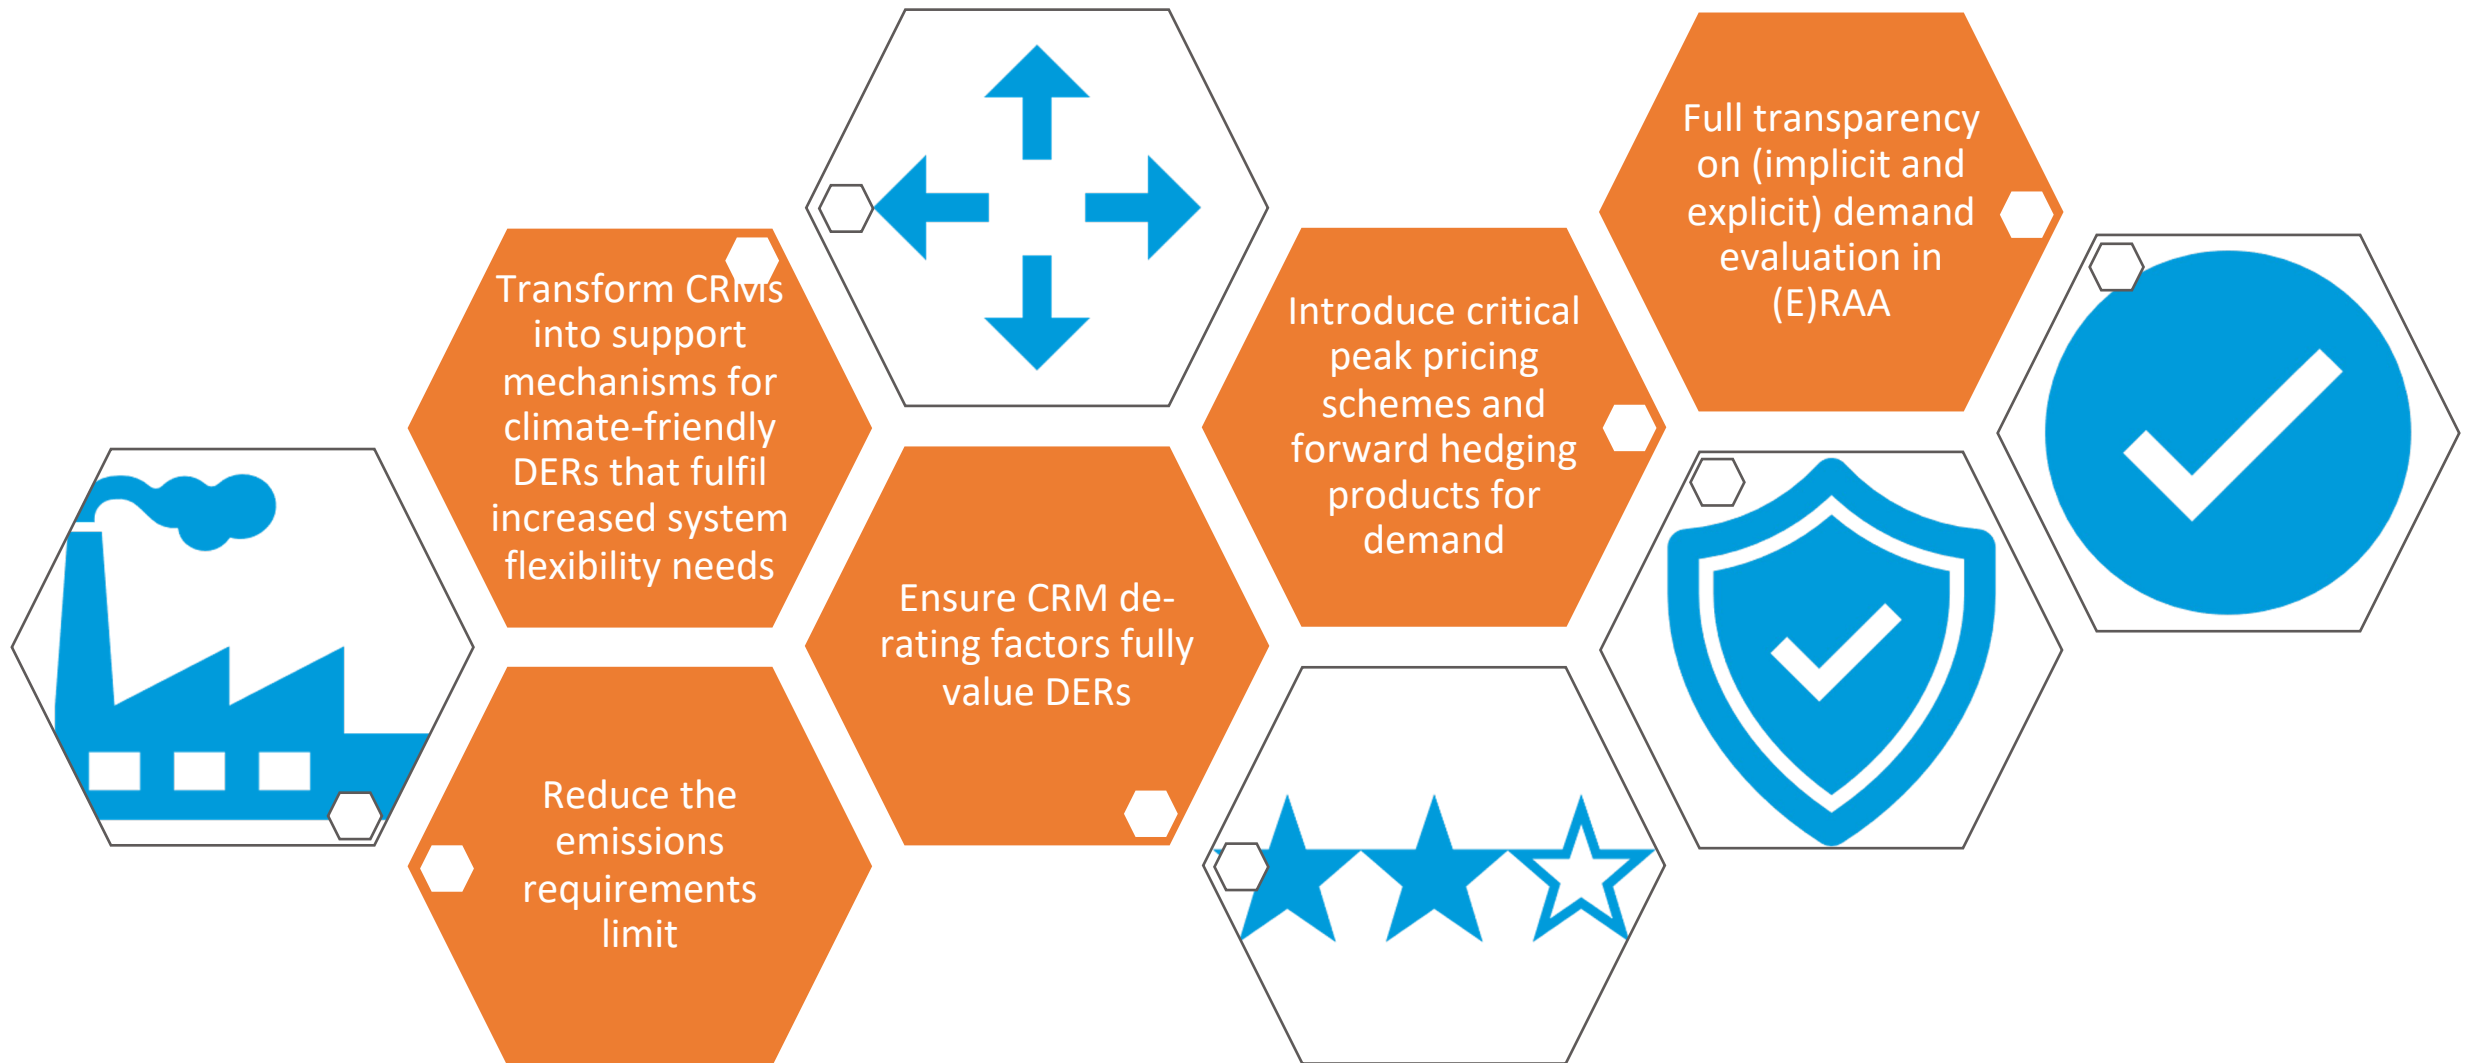 Transform CRMs
into support
mechanisms for
climate-friendly
DERs that fulfil
increased system
flexibility needs
Reduce the
emissions
requirements
limit
Ensure CRM de-
rating factors fully
value DERs
Introduce critical
peak pricing
schemes and
forward hedging
products for
demand
Full transparency
on (implicit and
explicit) demand
evaluation in
(E)RAA